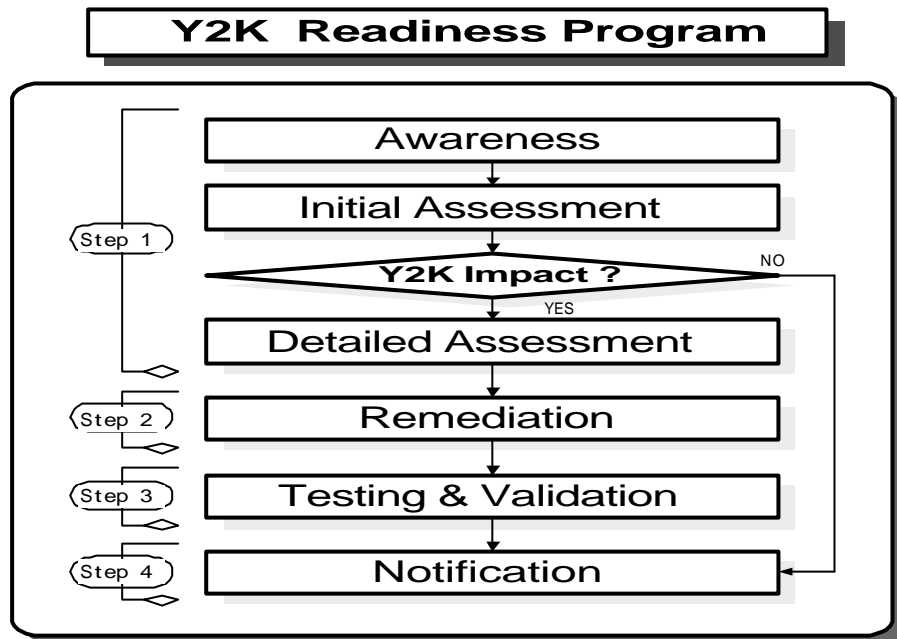 Y2K Readiness Program
Awareness
Initial Assessment
Step 1
Y2K Impact ?
NO
YES
Detailed Assessment
Step 2
Remediation
Step 3
Testing & Validation
Step 4
Notification